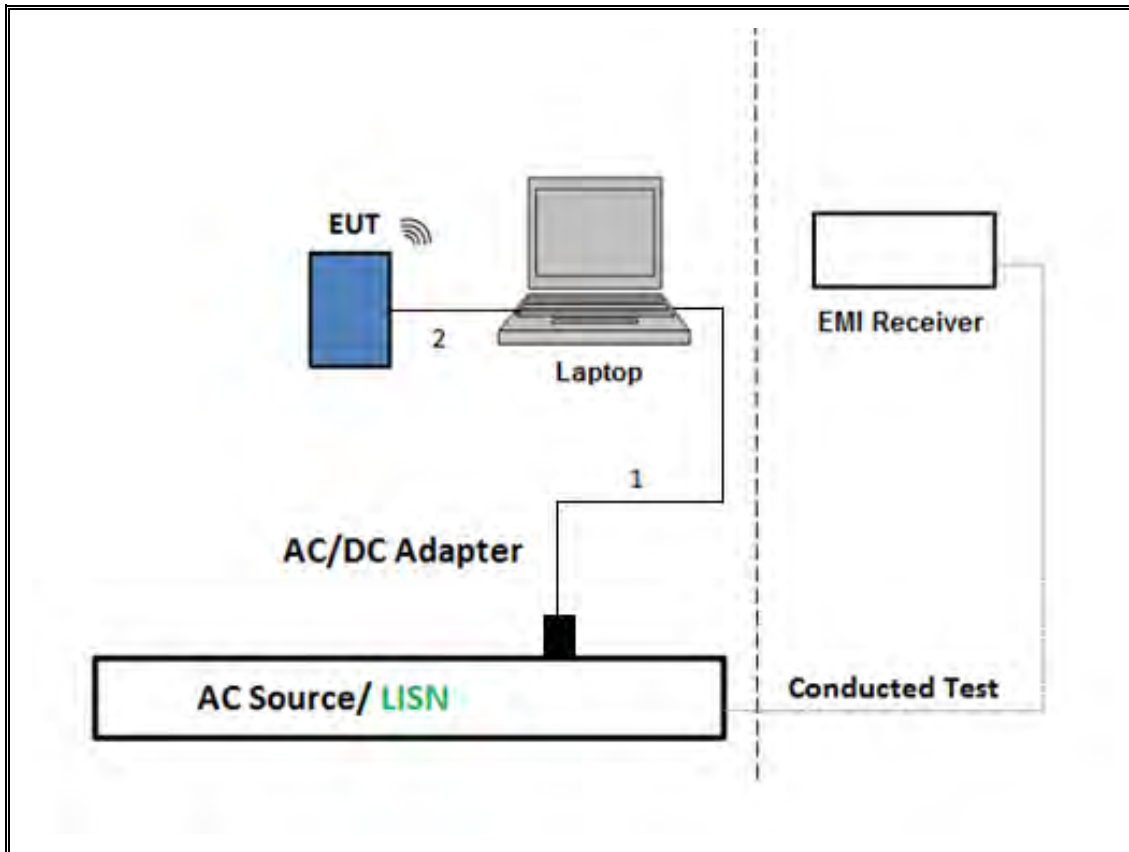 EUT
2
Laptop
EMI Receiver
1
AC/DC Adapter
AC Source/ LISN
Conducted Test